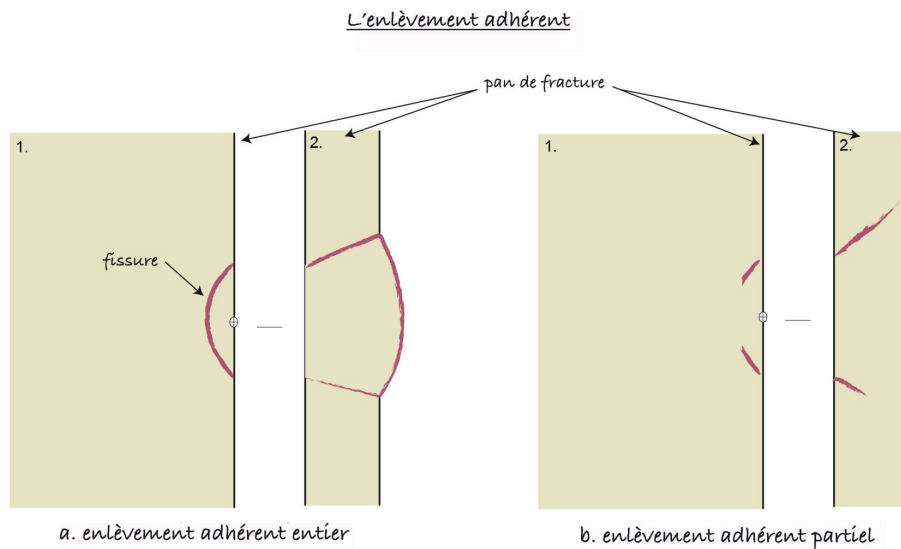 L'enlèvement adhérent
pan de fracture
1.
2.
1.
2.
fissure
a. enlèvement adhérent entier
b. enlèvement adhérent partiel